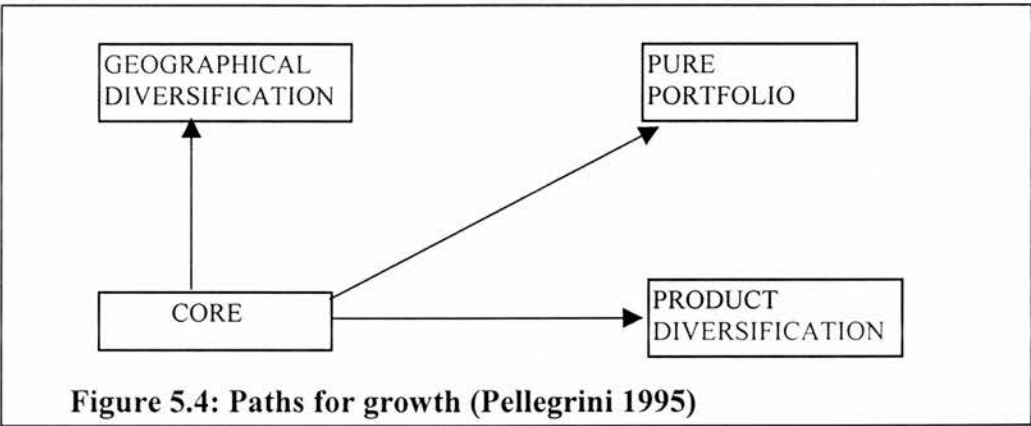 GEOGRAPHICAL
DIVERSIFICATION
PURE
PORTFOLIO
CORE
PRODUCT
DIVERSIFICATION
Figure 5.4: Paths for growth (Pellegrini 1995)